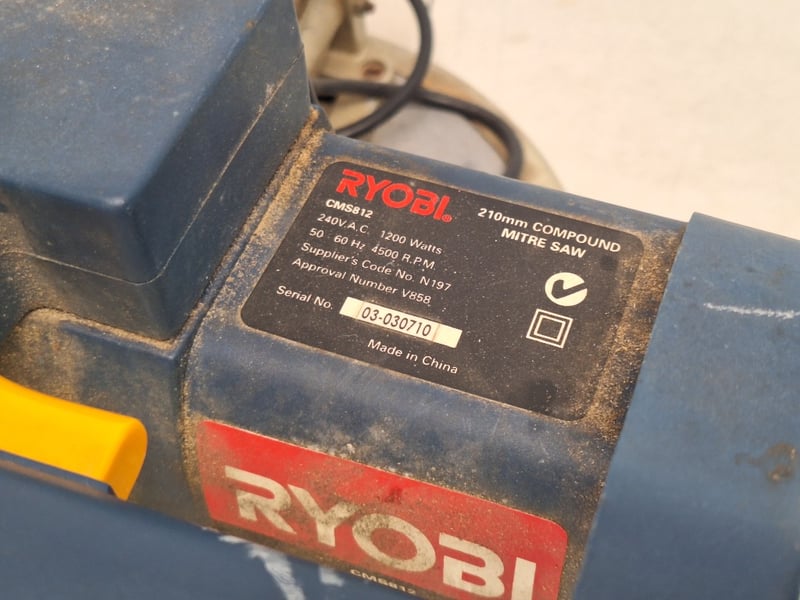 RYOBI®
CMS812
210mm COMPOUND
MITRE SAW
240V.A.C. 1200 Watts
50 60 Hz 4500 R.P.M.
Supplier's Code No. N197
Approval Number V858
Serial No. 03-030710
Made in China
RYOBI
CMS812